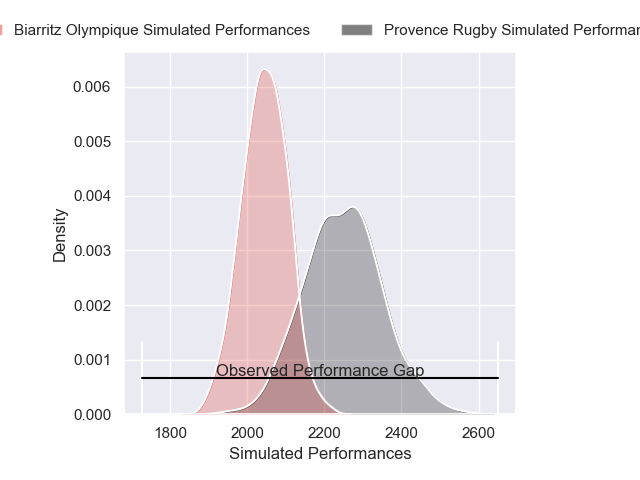 Biarritz Olympique Simulated Performances
Provence Rugby Simulated
0.006
0.005
0.004
0.003
0.002
0.001
0.000
Density
Observed Performance Gap
1800 2000 2200 2400 2600
Simulated Performances